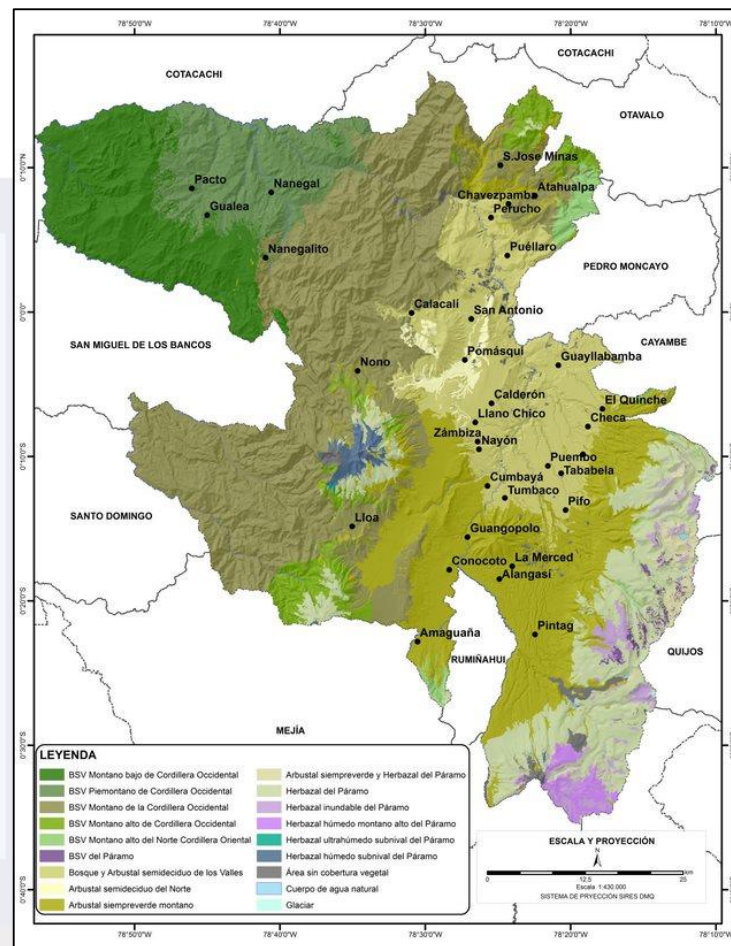 78°50'0"W 78°40'0"W 78°30'0"W 78°20'0"W 78°10'0"W
COTACACHI
COTACACHI
OTAVALO
0°10'0"N
S.Jose Minas
Pacto
Nanegal
Atahualpa
Chavezpamba
Gualea
Perucho
Nanegalito
Puéllaro
PEDRO MONCAYO
0°0'0"
Calacalí
San Antonio
SAN MIGUEL DE LOS BANCOS
CAYAMBE
Pomásqui
Guayllabamba
Nono
El Quinche
Calderón
Llano Chico
Checa
Zámbiza
Nayón
0°10'0"S
Puembo
Tababela
Cumbayá
Tumbaco
Pifo
SANTO DOMINGO
Lloa
Guangopolo
Conocoto
La Merced
Alangasí
0°20'0"S
Pintag
Amaguaña
RUMIÑAHUI
QUIJOS
MEJÍA
0°30'0"S
LEYENDA
BSV Montano bajo de Cordillera Occidental
BSV Piemontano de Cordillera Occidental
BSV Montano de la Cordillera Occidental
BSV Montano alto de Cordillera Occidental
BSV Montano alto del Norte Cordillera Oriental
BSV del Páramo
Bosque y Arbustal semideciduo de los Valles
Arbustal semideciduo del Norte
Arbustal siempreverde montano
Arbustal siempreverde y Herbazal del Páramo
Herbazal del Páramo
Herbazal inundable del Páramo
Herbazal húmedo montano alto del Páramo
Herbazal ultrahúmedo subnival del Páramo
Herbazal húmedo subnival del Páramo
Área sin cobertura vegetal
Cuerpo de agua natural
Glaciar
ESCALA Y PROYECCIÓN
N
km
0 12,5 25
Escala 1:430.000
SISTEMA DE PRYECCIÓN SIRES DMQ
0°40'0"S
78°50'0"W 78°40'0"W 78°30'0"W 78°20'0"W 78°10'0"W